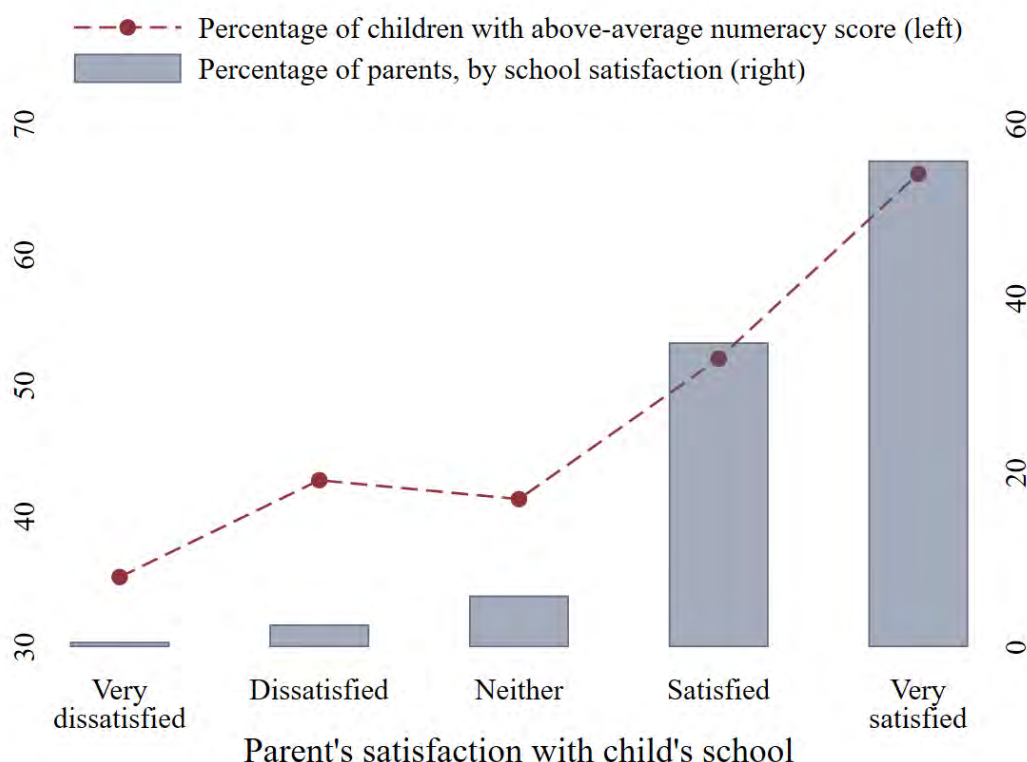 Percentage of children with above-average numeracy score (left)
Percentage of parents, by school satisfaction (right)
70
60
50
40
30
60
40
20
0
Very
dissatisfied
Dissatisfied
Neither
Satisfied
Very
satisfied
Parent's satisfaction with child's school